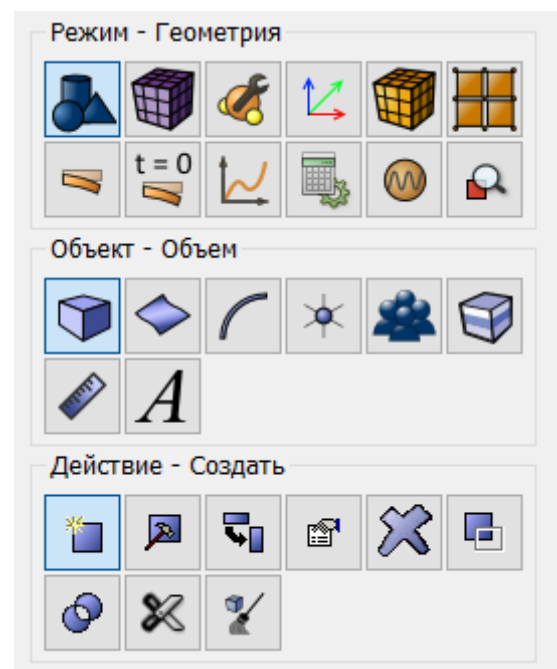 Режим - Геометрия
t = 0
Объект - Объем
A
Действие - Создать